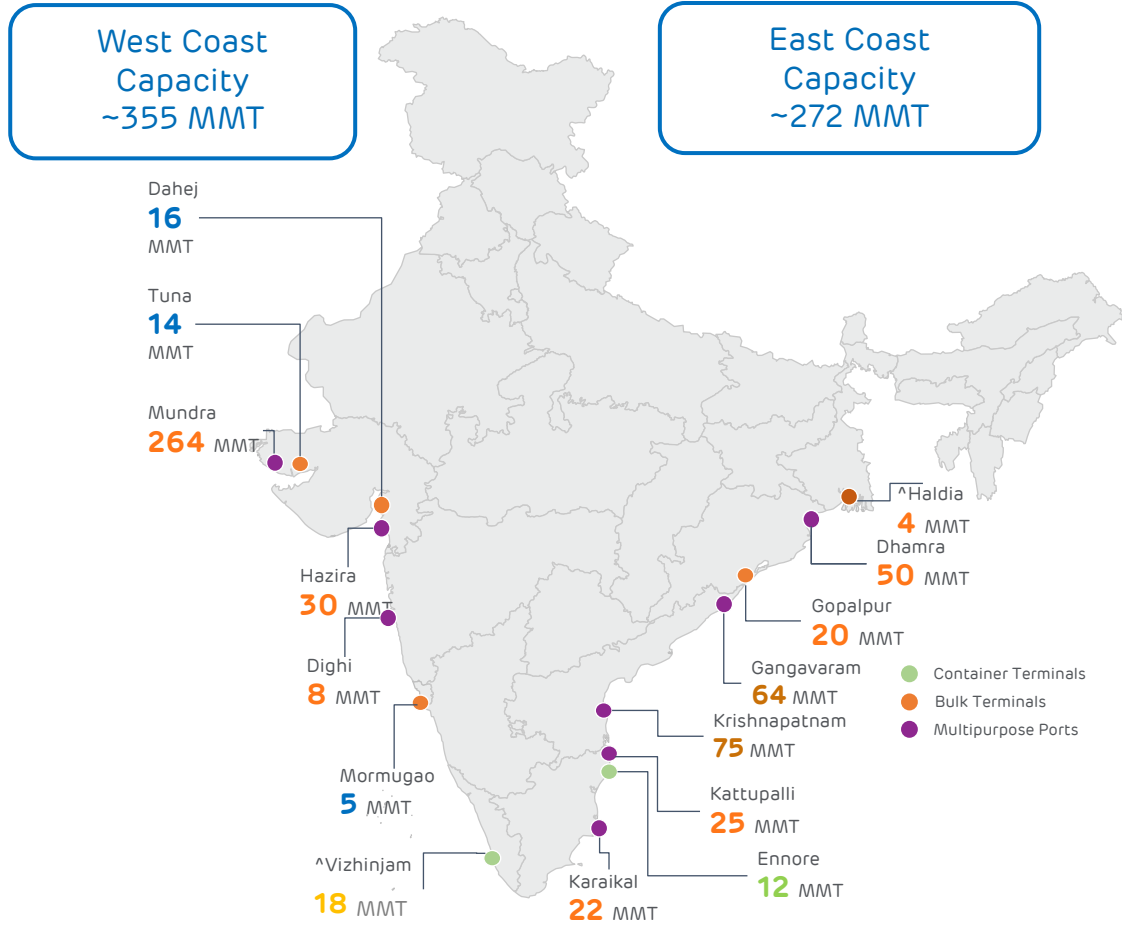 West Coast
Capacity
~355 MMT
East Coast
Capacity
~272 MMT
Dahej
16
MMT
Tuna
14
MMT
Mundra
264 MMT
Hazira
30 MMT
Dighi
8 MMT
Mormugao
5 MMT
^Vizhinjam
18 MMT
^Haldia
4 MMT
Dhamra
50 MMT
Gopalpur
20 MMT
Gangavaram
64 MMT
Krishnapatnam
75 MMT
Kattupalli
25 MMT
Ennore
12 MMT
Karaikal
22 MMT
Container Terminals
Bulk Terminals
Multipurpose Ports